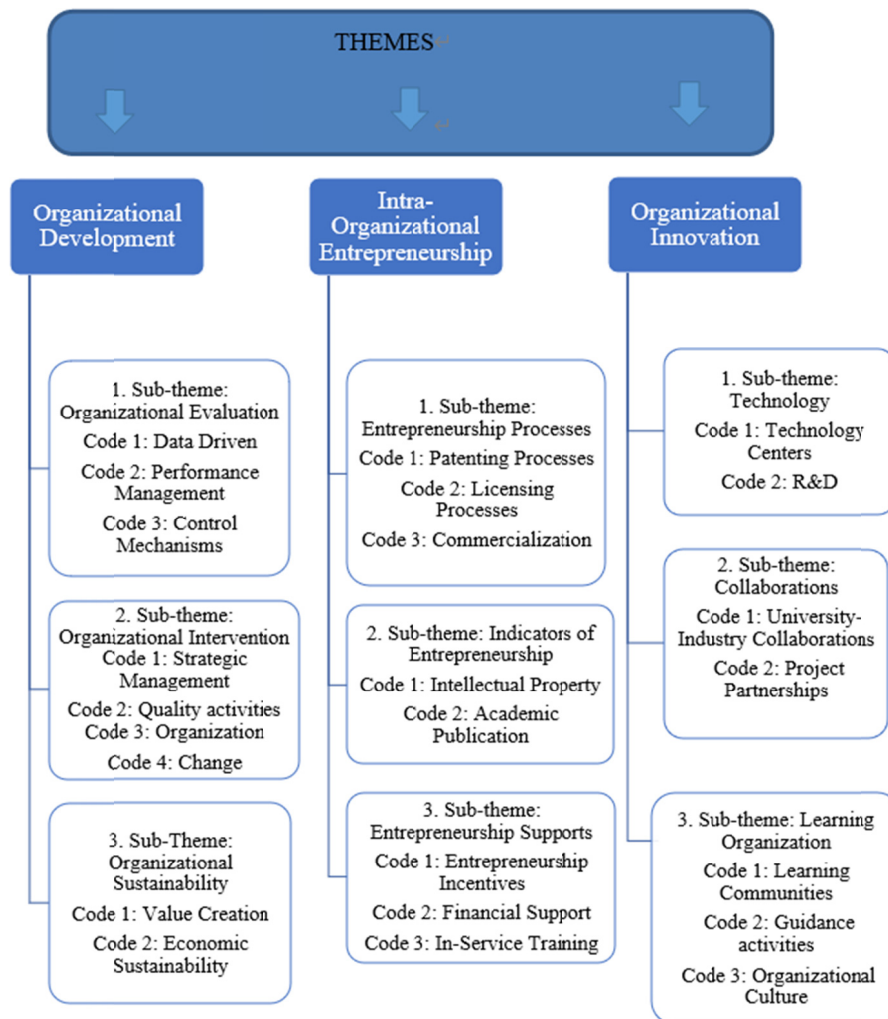 THEMES
Organizational
Development
1. Sub-theme:
Organizational Evaluation
Code 1: Data Driven
Code 2: Performance
Management
Code 3: Control
Mechanisms
2. Sub-theme:
Organizational Intervention
Code 1: Strategic
Management
Code 2: Quality activities
Code 3: Organization
Code 4: Change
3. Sub-Theme:
Organizational
Sustainability
Code 1: Value Creation
Code 2: Economic
Sustainability
Intra-
Organizational
Entrepreneurship
1. Sub-theme:
Entrepreneurship Processes
Code 1: Patenting Processes
Code 2: Licensing
Processes
Code 3: Commercialization
2. Sub-theme: Indicators of
Entrepreneurship
Code 1: Intellectual Property
Code 2: Academic
Publication
3. Sub-theme:
Entrepreneurship Supports
Code 1: Entrepreneurship
Incentives
Code 2: Financial Support
Code 3: In-Service Training
Organizational
Innovation
1. Sub-theme:
Technology
Code 1: Technology
Centers
Code 2: R&D
2. Sub-theme:
Collaborations
Code 1: University-
Industry Collaborations
Code 2: Project
Partnerships
3. Sub-theme: Learning
Organization
Code 1: Learning
Communities
Code 2: Guidance
activities
Code 3: Organizational
Culture